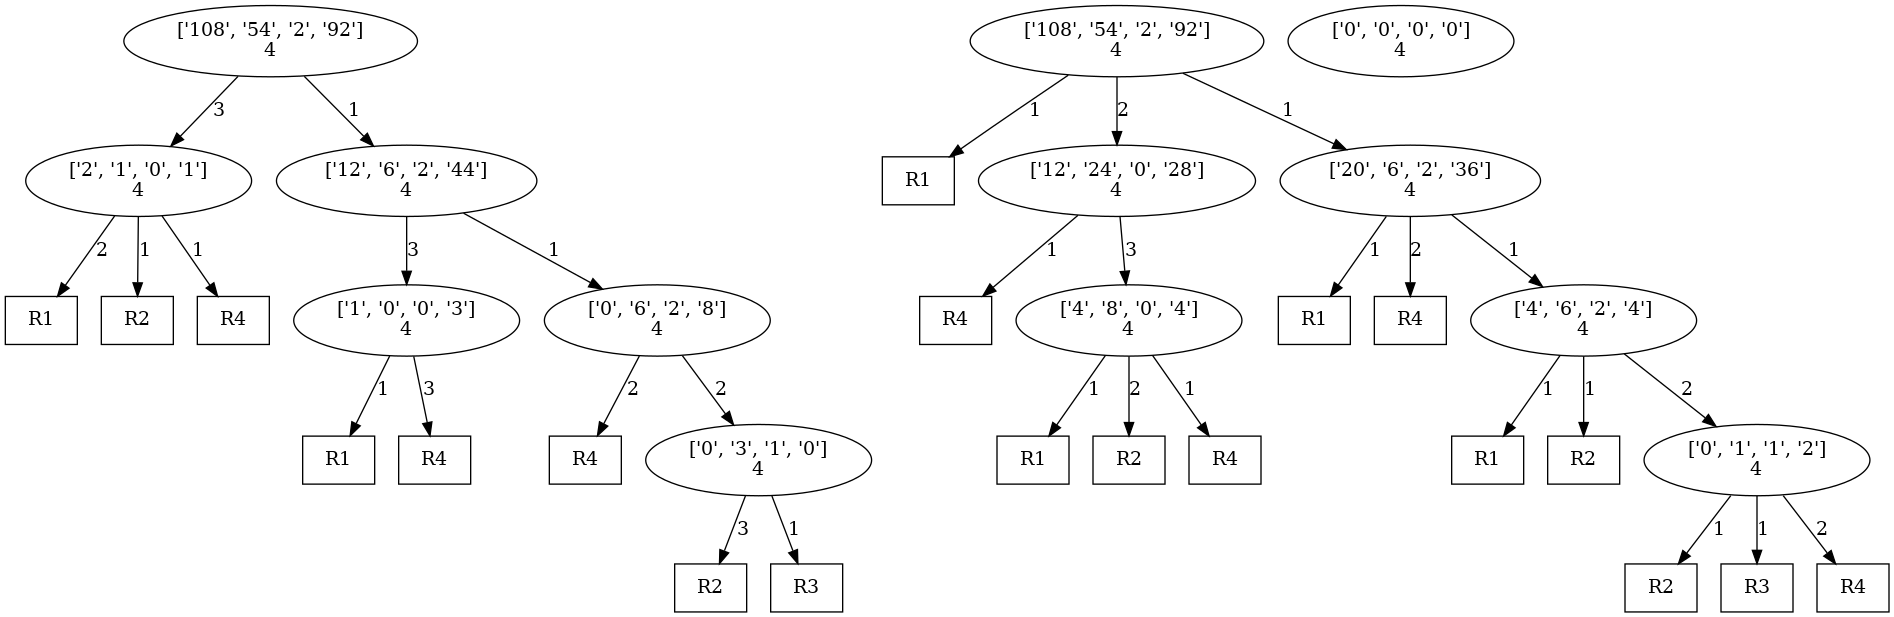 ['108', '54', '2', '92']
4
['108', '54', '2', '92']
4
['0', '0', '0', '0']
4
3
1
1
2
1
['2', '1', '0', '1']
4
['12', '6', '2', '44']
4
R1
['12', '24', '0', '28']
4
['20', '6', '2', '36']
4
2
1
1
3
1
1
3
1
2
1
R1
R2
R4
['1', '0', '0', '3']
4
['0', '6', '2', '8']
4
R4
['4', '8', '0', '4']
4
R1
R4
['4', '6', '2', '4']
4
1
3
2
2
1
2
1
1
1
2
R1
R4
R4
['0', '3', '1', '0']
4
R1
R2
R4
R1
R2
['0', '1', '1', '2']
4
3
1
1
1
2
R2
R3
R2
R3
R4